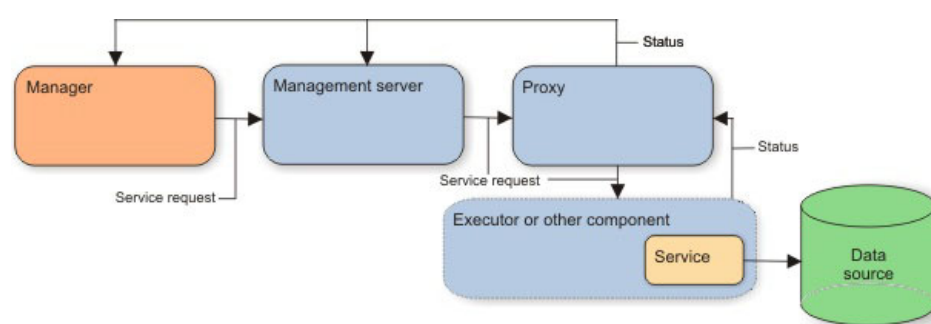 Status
Manager
Management server
Proxy
Status
Service request
Service request
Executor or other component
Service
Data
source